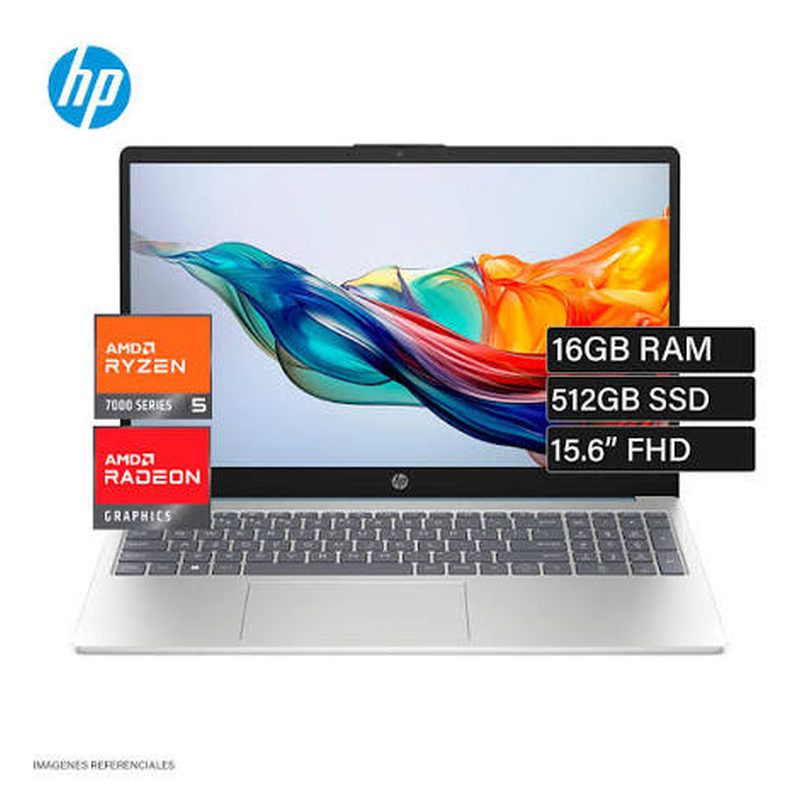 hp
AMD
RYZEN
7000 SERIES 5
AMD
RADEON
GRAPHICS
16GB RAM
512GB SSD
15.6” FHD
hp
IMAGENES REFERENCIALES